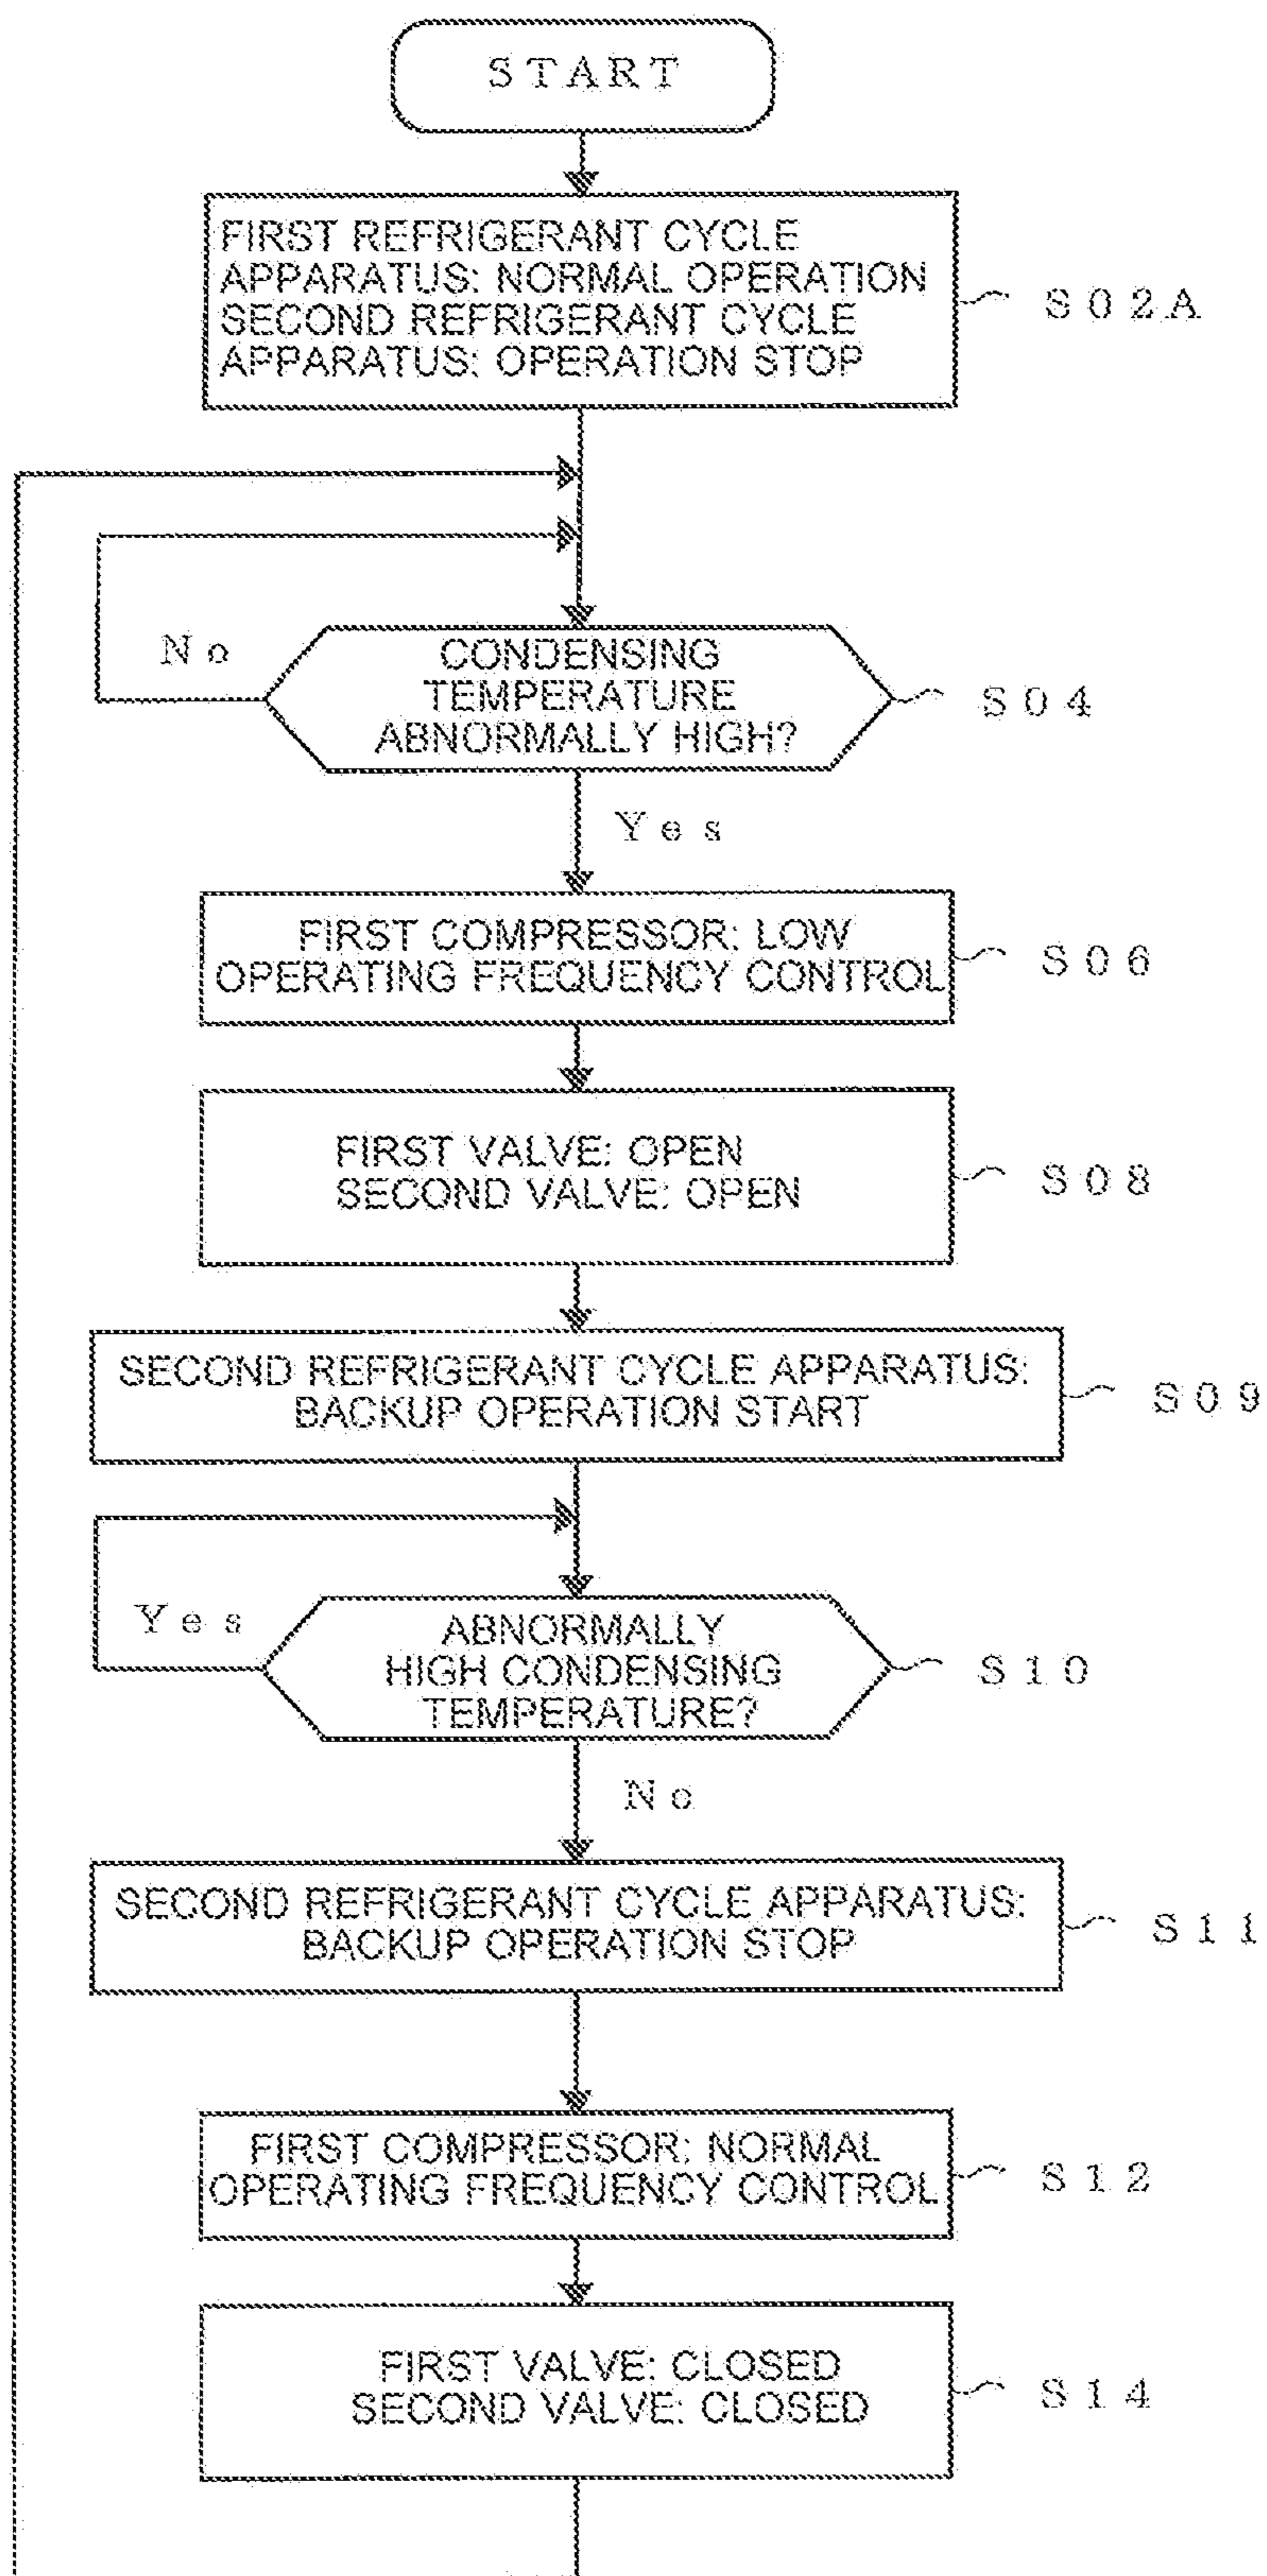 START
FIRST REFRIGERANT CYCLE
APPARATUS: NORMAL OPERATION
SECOND REFRIGERANT CYCLE
APPARATUS: OPERATION STOP
S02A
No
CONDENSING
TEMPERATURE
ABNORMALLY HIGH?
S04
Yes
FIRST COMPRESSOR: LOW
OPERATING FREQUENCY CONTROL
S06
FIRST VALVE: OPEN
SECOND VALVE: OPEN
S08
SECOND REFRIGERANT CYCLE APPARATUS:
BACKUP OPERATION START
S09
Yes
ABNORMALLY
HIGH CONDENSING
TEMPERATURE?
S10
No
SECOND REFRIGERANT CYCLE APPARATUS:
BACKUP OPERATION STOP
S11
FIRST COMPRESSOR: NORMAL
OPERATING FREQUENCY CONTROL
S12
FIRST VALVE: CLOSED
SECOND VALVE: CLOSED
S14